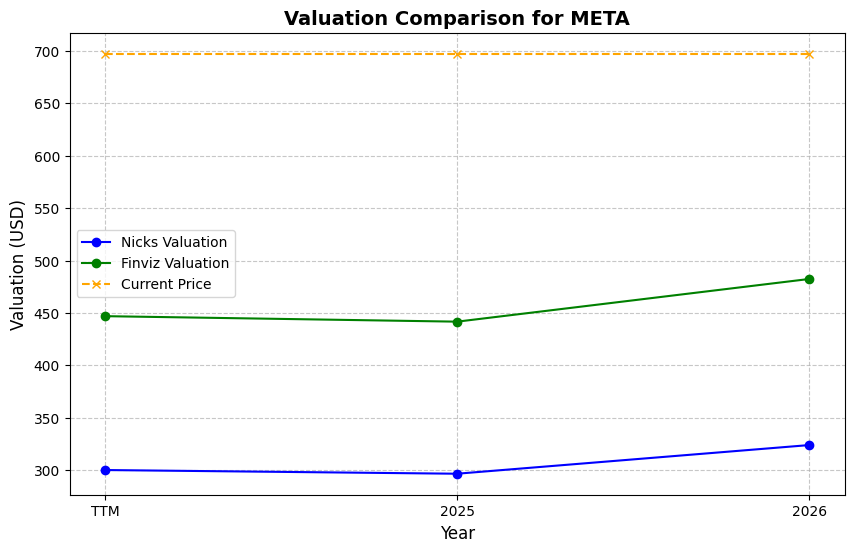 Valuation Comparison for META
Valuation (USD)
700
650
600
550
500
450
400
350
300
Nicks Valuation
Finviz Valuation
Current Price
TTM
2025
2026
Year